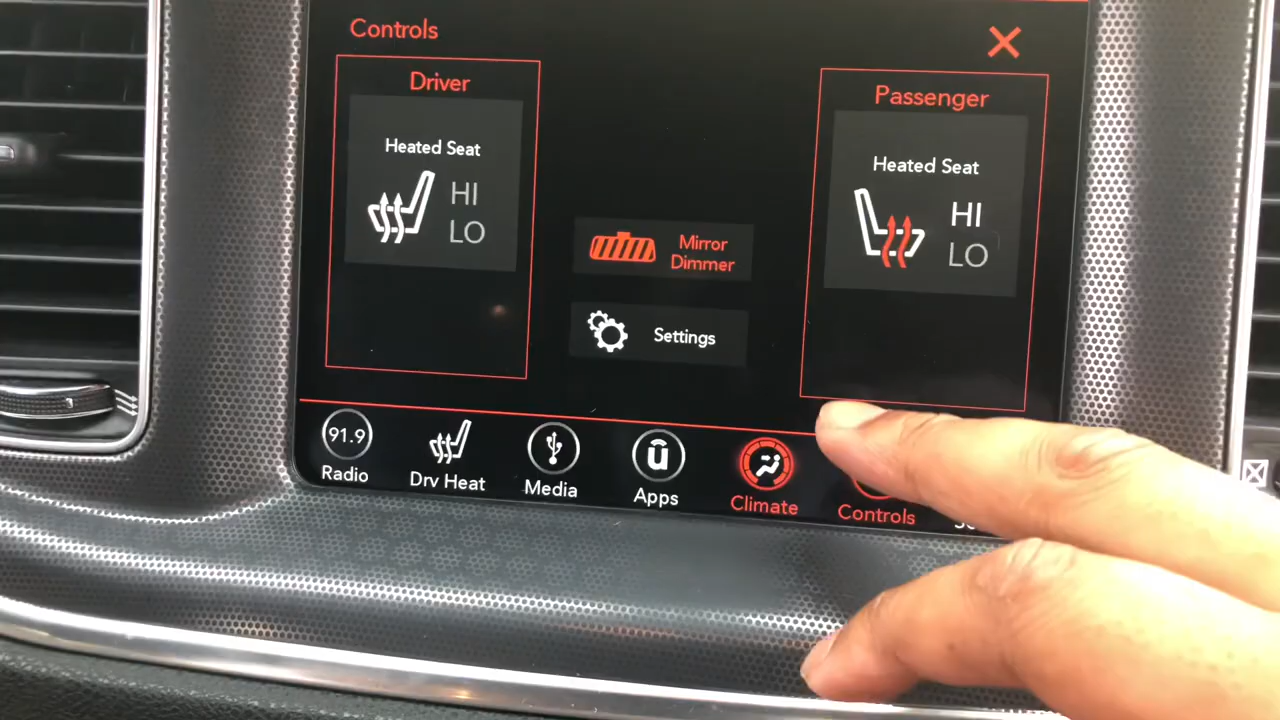 Controls
Driver
Heated Seat
HI
LO
Mirror
Dimmer
Settings
Passenger
Heated Seat
HI
LO
91.9
Radio
Drv Heat
Media
u
Apps
Climate
Controls